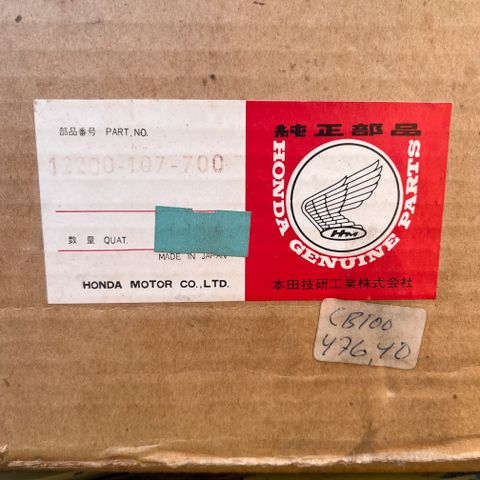 部品番号 PART. NO.
12200-107-700
数量 QUAT.
MADE IN JAPAN
HONDA MOTOR CO., LTD.
純正部品
HONDA GENUINE PARTS
HM
本田技研工業株式会社
CB100
476,40